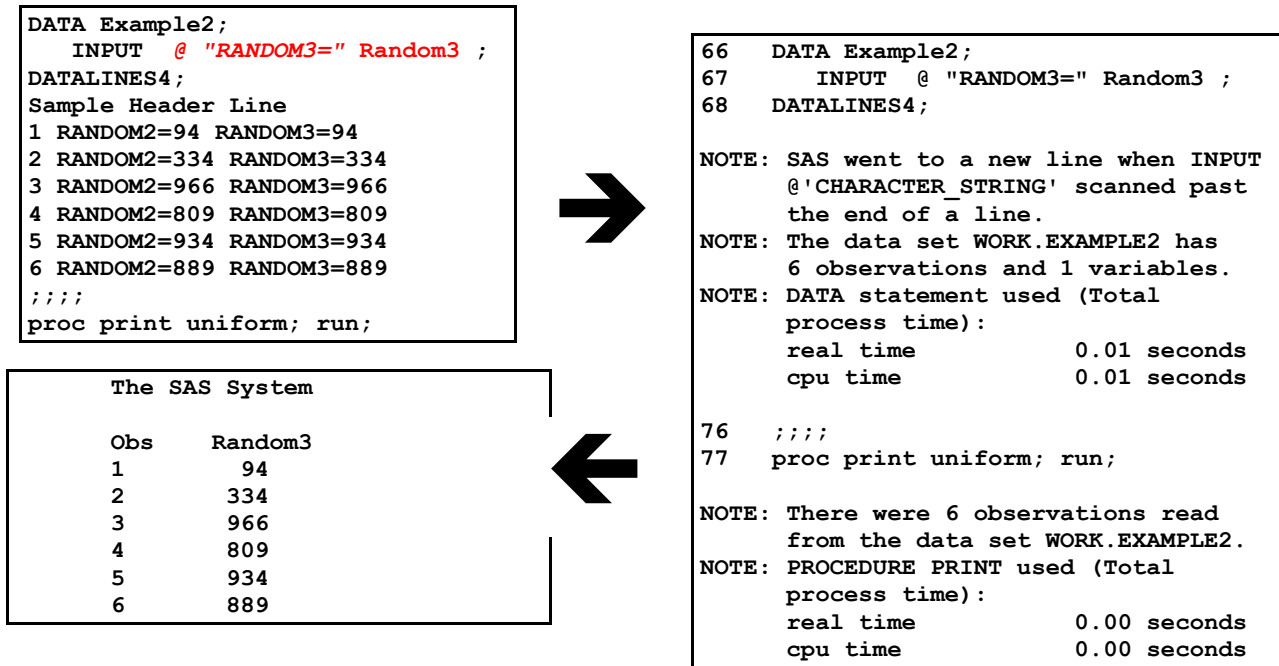 DATA Example2;
INPUT @ "RANDOM3=" Random3 ;
DATALINES4;
Sample Header Line
1 RANDOM2=94 RANDOM3=94
2 RANDOM2=334 RANDOM3=334
3 RANDOM2=966 RANDOM3=966
4 RANDOM2=809 RANDOM3=809
5 RANDOM2=934 RANDOM3=934
6 RANDOM2=889 RANDOM3=889
;;;;
proc print uniform; run;
66 DATA Example2;
67 INPUT @ "RANDOM3=" Random3 ;
68 DATALINES4;
NOTE: SAS went to a new line when INPUT
@'CHARACTER_STRING' scanned past
the end of a line.
NOTE: The data set WORK.EXAMPLE2 has
6 observations and 1 variables.
NOTE: DATA statement used (Total
process time):
real time 0.01 seconds
cpu time 0.01 seconds
76 ;;;;
77 proc print uniform; run;
NOTE: There were 6 observations read
from the data set WORK.EXAMPLE2.
NOTE: PROCEDURE PRINT used (Total
process time):
real time 0.00 seconds
cpu time 0.00 seconds
The SAS System
Obs Random3
1 94
2 334
3 966
4 809
5 934
6 889